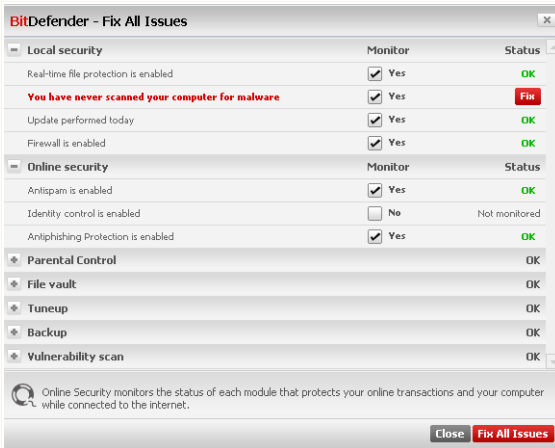 BitDefender - Fix All Issues
Local security Monitor Status
Real-time file protection is enabled Yes OK
You have never scanned your computer for malware Yes Fix
Update performed today Yes OK
Firewall is enabled Yes OK
Online security Monitor Status
Antispam is enabled Yes OK
Identity control is enabled No Not monitored
Antiphishing Protection is enabled Yes OK
Parental Control OK
File vault OK
Tuneup OK
Backup OK
Vulnerability scan OK
Online Security monitors the status of each module that protects your online transactions and your computer
while connected to the internet.
Close Fix All Issues